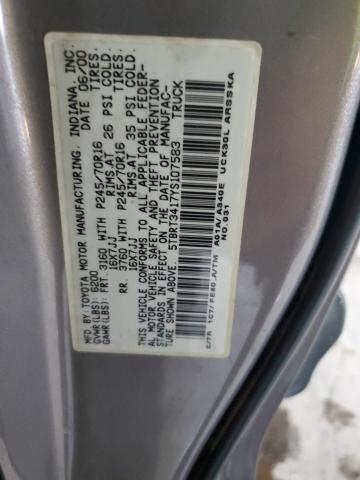 MFD. BY:TOYOTA MOTOR MANUFACTURING, INDIANA, INC.
GVWR(LBS) 6200 DATE 06/00
GAWR(LBS)
FRT. 3160 WITH P245/70R16 TIRES.
16X7JJ RIMS,AT 26 PSI COLD.
RR. 3760 WITH P245/70R16 TIRES.
16X7JJ RIMS,AT 35 PSI COLD.
THIS VEHICLE CONFORMS TO ALL APPLICABLE FEDER-
AL MOTOR VEHICLE SAFETY AND THEFT PREVENTION
STANDARDS IN EFFECT ON THE DATE OF MANUFAC-
TURE SHOWN ABOVE. TRUCK
5TBRT3417YS107583
C/TR 1C7/FE40 A/TM A01A/A340E UCK30L ARSSKA
NO.031